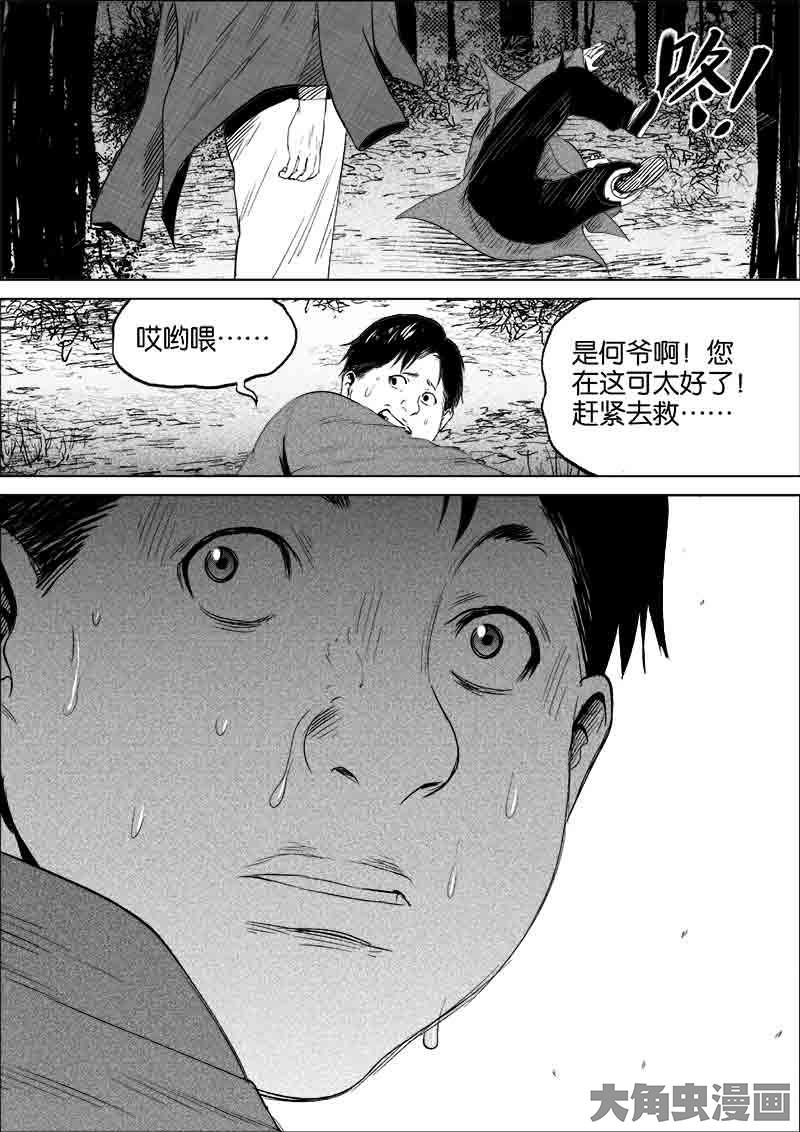 咚！
哎哟喂……
是何爷啊！您
在这可太好了！
赶紧去救……
大角虫漫画